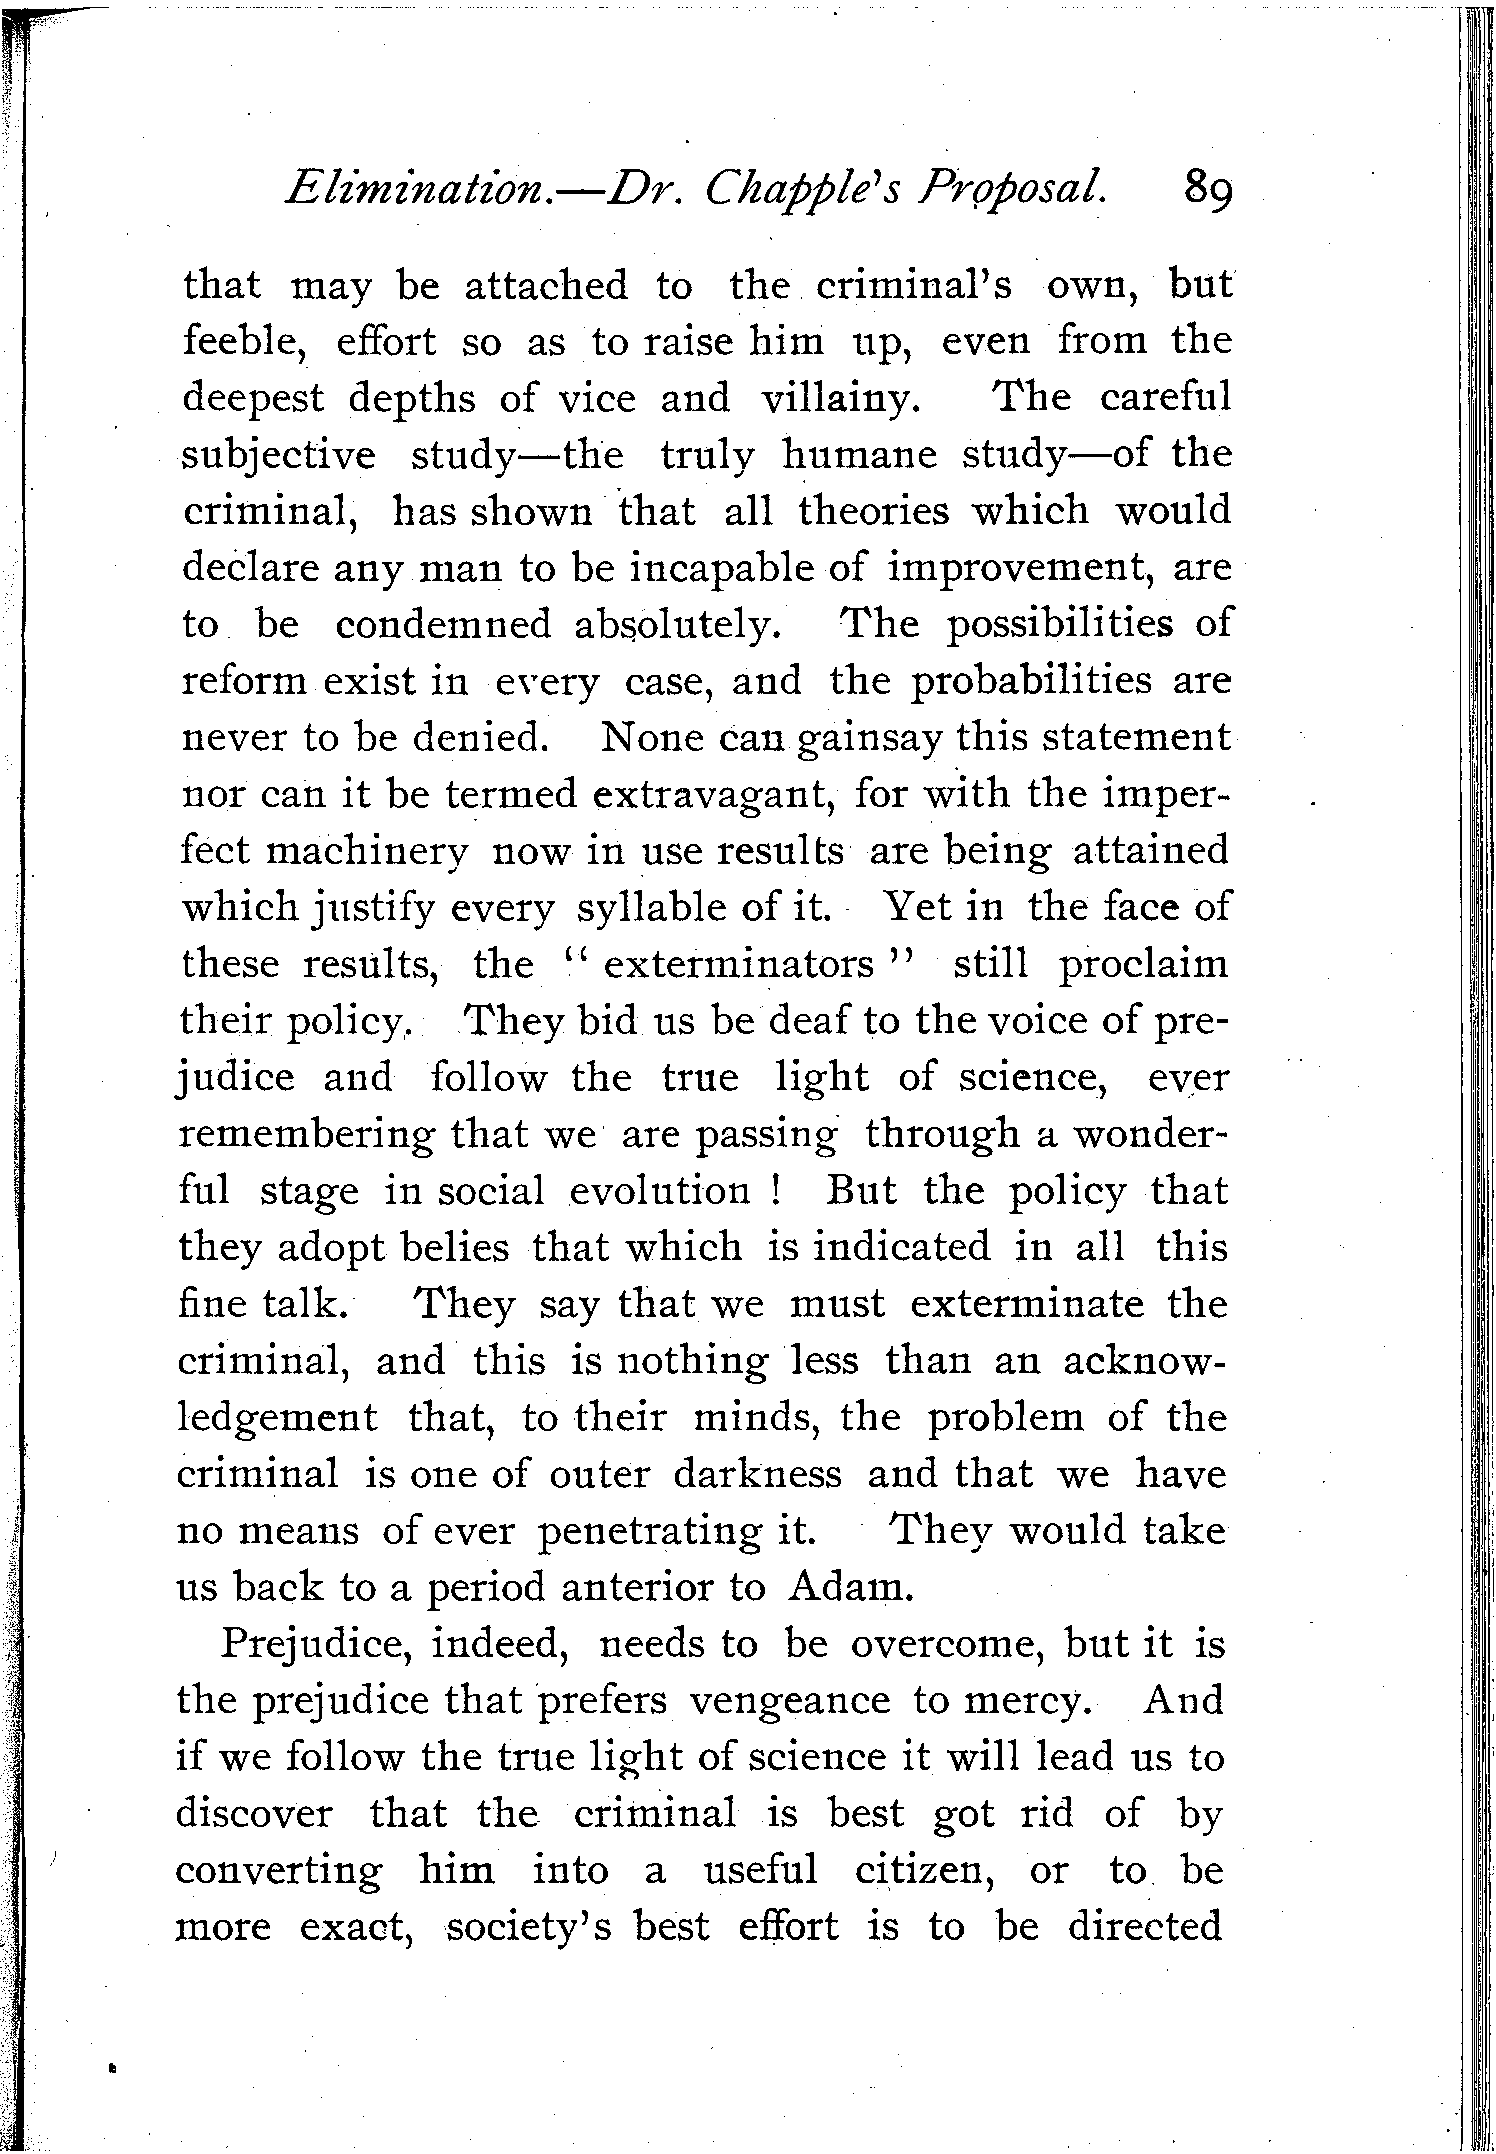 Elimination.—Dr. Chapple's Proposal. 89
that may be attached to the criminal's own, but
feeble, effort so as to raise him up, even from the
deepest depths of vice and villainy. The careful
subjective study—the truly humane study—of the
criminal, has shown that all theories which would
declare any man to be incapable of improvement, are
to be condemned absolutely. The possibilities of
reform exist in every case, and the probabilities are
never to be denied. None can gainsay this statement
nor can it be termed extravagant, for with the imper-
fect machinery now in use results are being attained
which justify every syllable of it. Yet in the face of
these results, the "exterminators" still proclaim
their policy. They bid us be deaf to the voice of pre-
judice and follow the true light of science, ever
remembering that we are passing through a wonder-
ful stage in social evolution ! But the policy that
they adopt belies that which is indicated in all this
fine talk. They say that we must exterminate the
criminal, and this is nothing less than an acknow-
ledgement that, to their minds, the problem of the
criminal is one of outer darkness and that we have
no means of ever penetrating it. They would take
us back to a period anterior to Adam.
Prejudice, indeed, needs to be overcome, but it is
the prejudice that prefers vengeance to mercy. And
if we follow the true light of science it will lead us to
discover that the criminal is best got rid of by
converting him into a useful citizen, or to be
more exact, society's best effort is to be directed